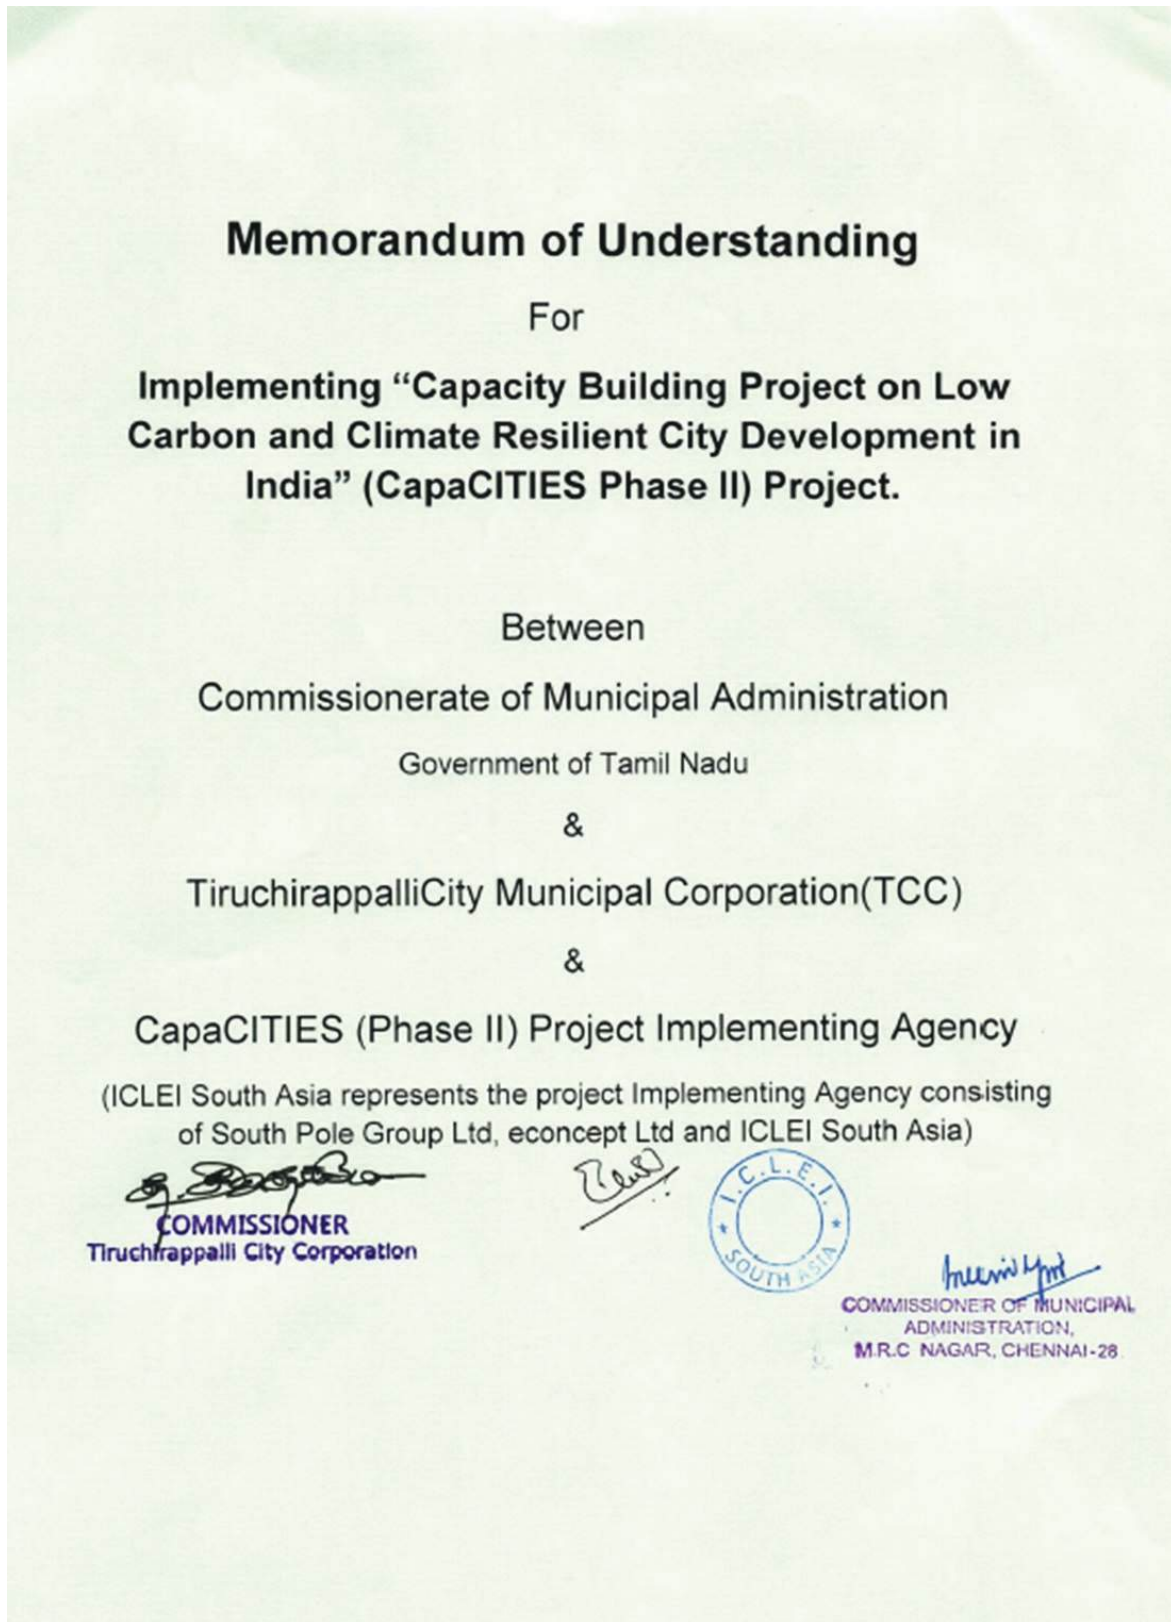 Memorandum of Understanding
For
Implementing “Capacity Building Project on Low
Carbon and Climate Resilient City Development in
India” (CapaCITIES Phase II) Project.
Between
Commissionerate of Municipal Administration
Government of Tamil Nadu
&
TiruchirappalliCity Municipal Corporation(TCC)
&
CapaCITIES (Phase II) Project Implementing Agency
(ICLEI South Asia represents the project Implementing Agency consisting
of South Pole Group Ltd, econcept Ltd and ICLEI South Asia)
COMMISSIONER
Tiruchirappalli City Corporation
* I.C.L.E.I. *
SOUTH ASIA
COMMISSIONER OF MUNICIPAL
ADMINISTRATION,
M.R.C NAGAR, CHENNAI-28